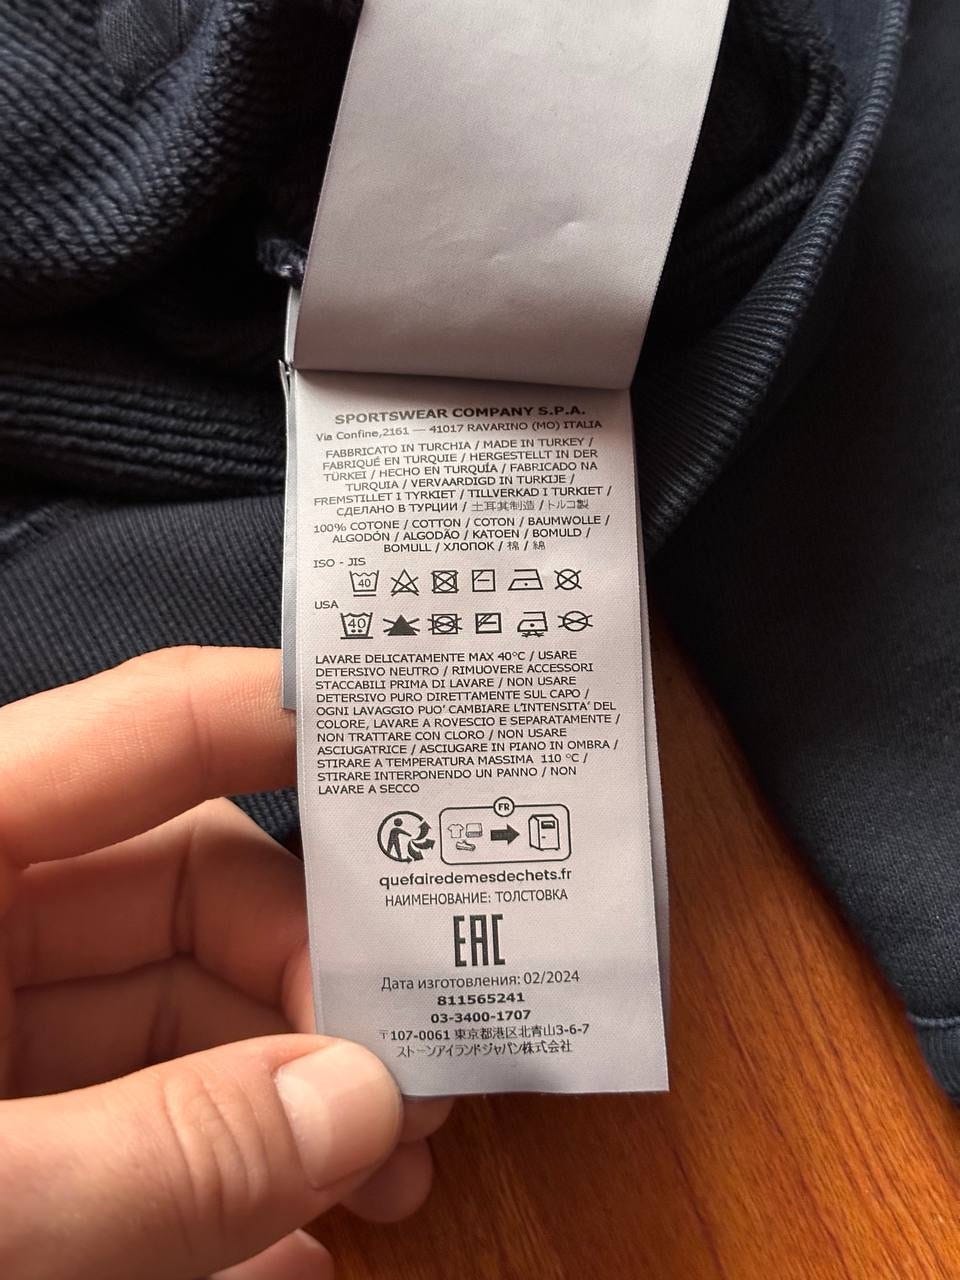 SPORTSWEAR COMPANY S.P.A.
Via Confine,2161 — 41017 RAVARINO (MO) ITALIA
FABBRICATO IN TURCHIA / MADE IN TURKEY /
FABRIQUÉ EN TURQUIE / HERGESTELLT IN DER
TÜRKEI / HECHO EN TURQUÍA / FABRICADO NA
TURQUIA / VERVAARDIGD IN TURKIJE /
FREMSTILLET I TYRKIET / TILLVERKAD I TURKIET /
СДЕЛАНО В ТУРЦИИ / 土耳其制造 / トルコ製
100% COTONE / COTTON / COTON / BAUMWOLLE /
ALGODÓN / ALGODÃO / KATOEN / BOMULD /
BOMULL / ХЛОПОК / 棉 / 綿
ISO - JIS
40
USA
40
LAVARE DELICATAMENTE MAX 40°C / USARE
DETERSIVO NEUTRO / RIMUOVERE ACCESSORI
STACCABILI PRIMA DI LAVARE / NON USARE
DETERSIVO PURO DIRETTAMENTE SUL CAPO /
OGNI LAVAGGIO PUO' CAMBIARE L'INTENSITA' DEL
COLORE, LAVARE A ROVESCIO E SEPARATAMENTE /
NON TRATTARE CON CLORO / NON USARE
ASCIUGATRICE / ASCIUGARE IN PIANO IN OMBRA /
STIRARE A TEMPERATURA MASSIMA 110 °C /
STIRARE INTERPONENDO UN PANNO / NON
LAVARE A SECCO
FR
quefairedemesdechets.fr
НАИМЕНОВАНИЕ: ТОЛСТОВКА
EAC
Дата изготовления: 02/2024
811565241
03-3400-1707
〒107-0061 東京都港区北青山3-6-7
ストーンアイランドジャパン株式会社